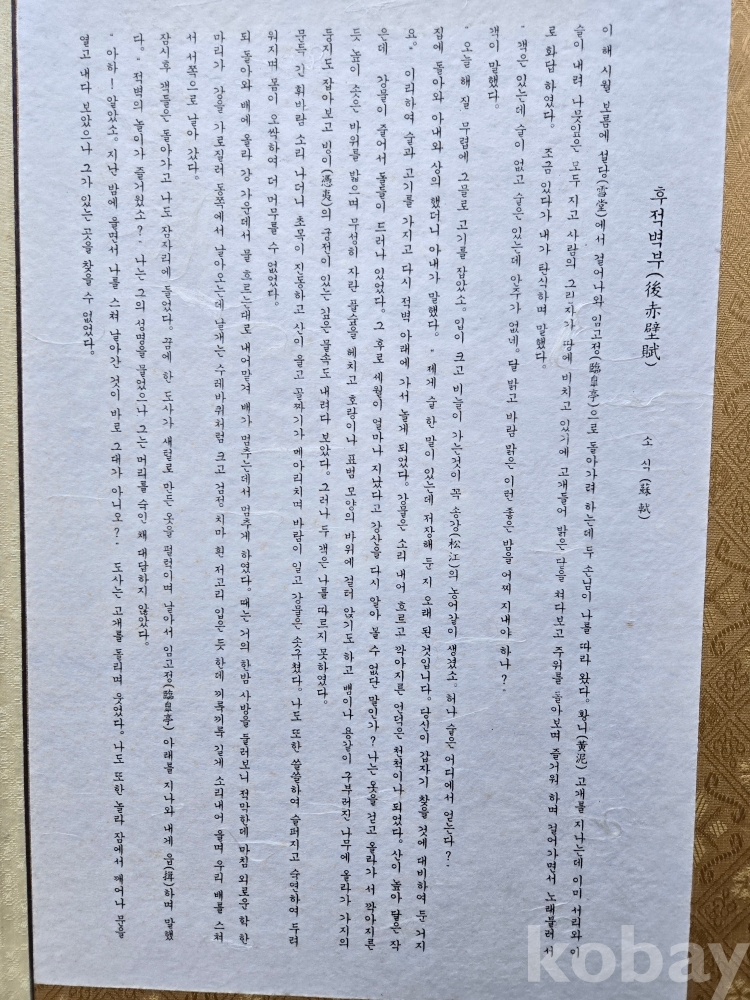 후적벽부(後赤壁賦)
소 식(蘇軾)
이 해 시월 보름에 설당(雪堂)에서 걸어나와 임고정(臨皐亭)으로 돌아가려 하는데 두 손님이 나를 따라 왔다. 황니(黃泥) 고개를 지나는데 이미 서리와 이
슬이 내려 나뭇잎은 모두 지고 사람의 그림자가 땅에 비치고 있기에 고개들어 밝은 달을 쳐다보고 주위를 돌아보며 즐거워 하며 걸어가면서 노래불러 서
로 화답 하였다. 조금 있다가 내가 탄식하며 말했다.
"객은 있는데 술이 없고 술은 있는데 안주가 없네. 달 밝고 바람 맑은 이런 좋은 밤을 어찌 지내야 하나?"
객이 말했다.
"오늘 해 질 무렵에 그물로 고기를 잡았소. 입이 크고 비늘이 가는것이 꼭 송강(松江)의 농어같이 생겼소. 허나 술은 어디에서 얻는다?"
집에 돌아와 아내와 상의 했더니 아내가 말했다. "제게 술 한 말이 있는데 저장해 둔 지 오래 된 것입니다. 당신이 갑자기 찾을 것에 대비하여 둔 거지
요." 이리하여 술과 고기를 가지고 다시 적벽 아래에 가서 놀게 되었다. 강물은 소리 내어 흐르고 깍아지른 언덕은 천척이나 되었다. 산이 높아 달은 작
은데 강물이 줄어서 돌들이 드러나 있었다. 그 후로 세월이 얼마나 지났다고 강산을 다시 알아 볼 수 없단 말인가? 나는 옷을 걷고 올라가서 깍아지른
듯 높이 솟은 바위를 밟으며 무성히 자란 풀숲을 헤치고 호랑이나 표범 모양의 바위에 걸터 앉기도 하고 뱀이나 용같이 구부러진 나무에 올라가 가지의
둥지도 잡아보고 빙이(憑夷)의 궁전이 있는 깊은 물속도 내려다 보았다. 그러나 두 객은 나를 따르지 못하였다.
문득 긴 휘바람 소리 나더니 초목이 진동하고 산이 울고 골짜기가 메아리치며 바람이 일고 강물은 솟구쳤다. 나도 또한 쓸쓸하여 슬퍼지고 숙연하여 두려
워지며 몸이 오싹하여 더 머무를 수 없었다.
되 돌아와 배에 올라 강 가운데서 물 흐르는대로 내어맡겨 배가 멈추는데서 멈추게 하였다. 때는 거의 한밤 사방을 둘러보니 적막한데 마침 외로운 학 한
마리가 강을 가로질러 동쪽에서 날아오는데 날개는 수레바퀴처럼 크고 검정 치마 흰 저고리 입은 듯 한데 끼륵끼륵 길게 소리내어 울며 우리 배를 스쳐
서 서쪽으로 날아 갔다.
잠시후 객들은 돌아가고 나도 잠자리에 들었다. 꿈에 한 도사가 새털로 만든 옷을 펄럭이며 날아서 임고정(臨皐亭) 아래를 지나와 내게 읍(揖)하며 말했
다. "적벽의 놀이가 즐거웠소?" 나는 그의 성명을 물었으나 그는 머리를 숙인 채 대답하지 않았다.
"아하! 알았소. 지난 밤에 울면서 나를 스쳐 날아간 것이 바로 그대가 아니오?" 도사는 고개를 돌리며 웃었다. 나도 또한 놀라 잠에서 깨어나 문을
열고 내다 보았으나 그가 있는 곳을 찾을 수 없었다.
kobay